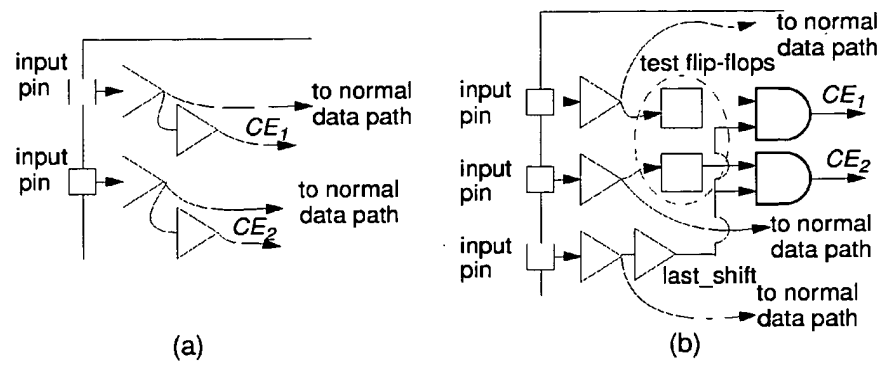 input
pin
to normal
data path
CE1
input
pin
to normal
data path
CE2
(a)
to normal
data path
test flip-flops
input
pin
CE1
input
pin
CE2
to normal
data path
input
pin
last_shift
to normal
data path
(b)